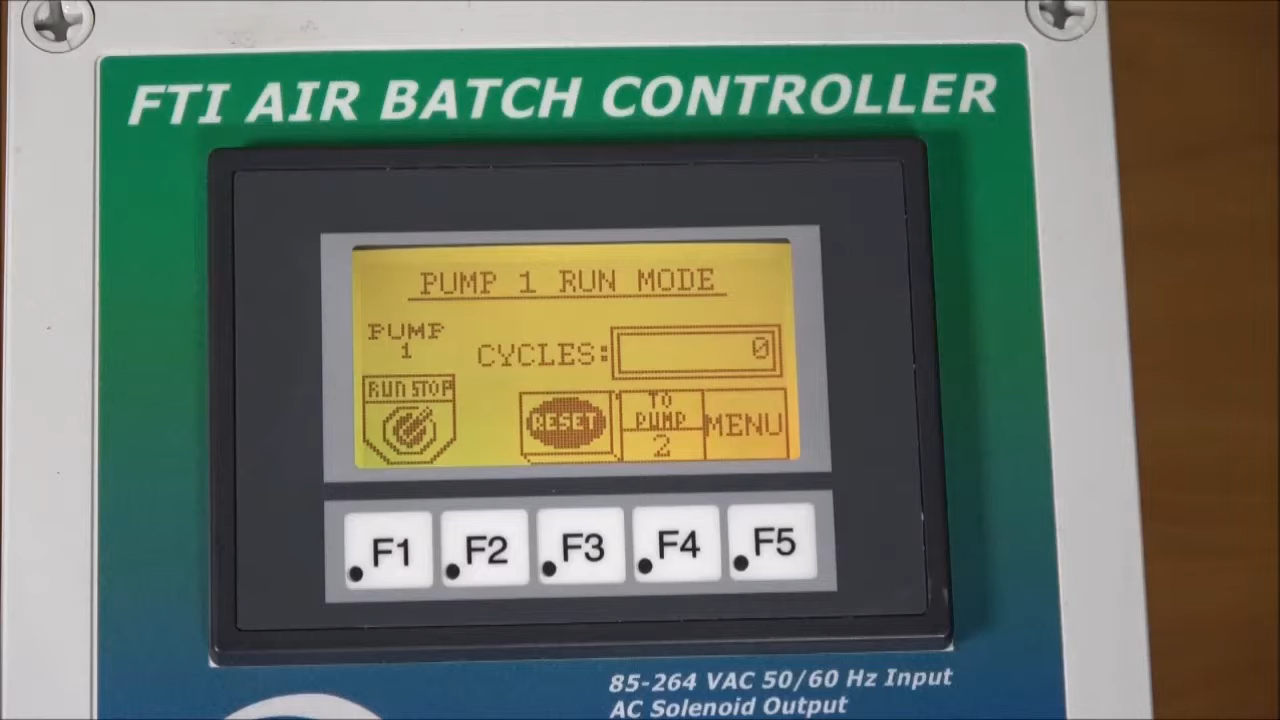 FTI AIR BATCH CONTROLLER
PUMP 1 RUN MODE
PUMP
1
CYCLES: 0
RUN STOP
RESET
TO
PUMP
2
MENU
F1 F2 F3 F4 F5
85-264 VAC 50/60 Hz Input
AC Solenoid Output